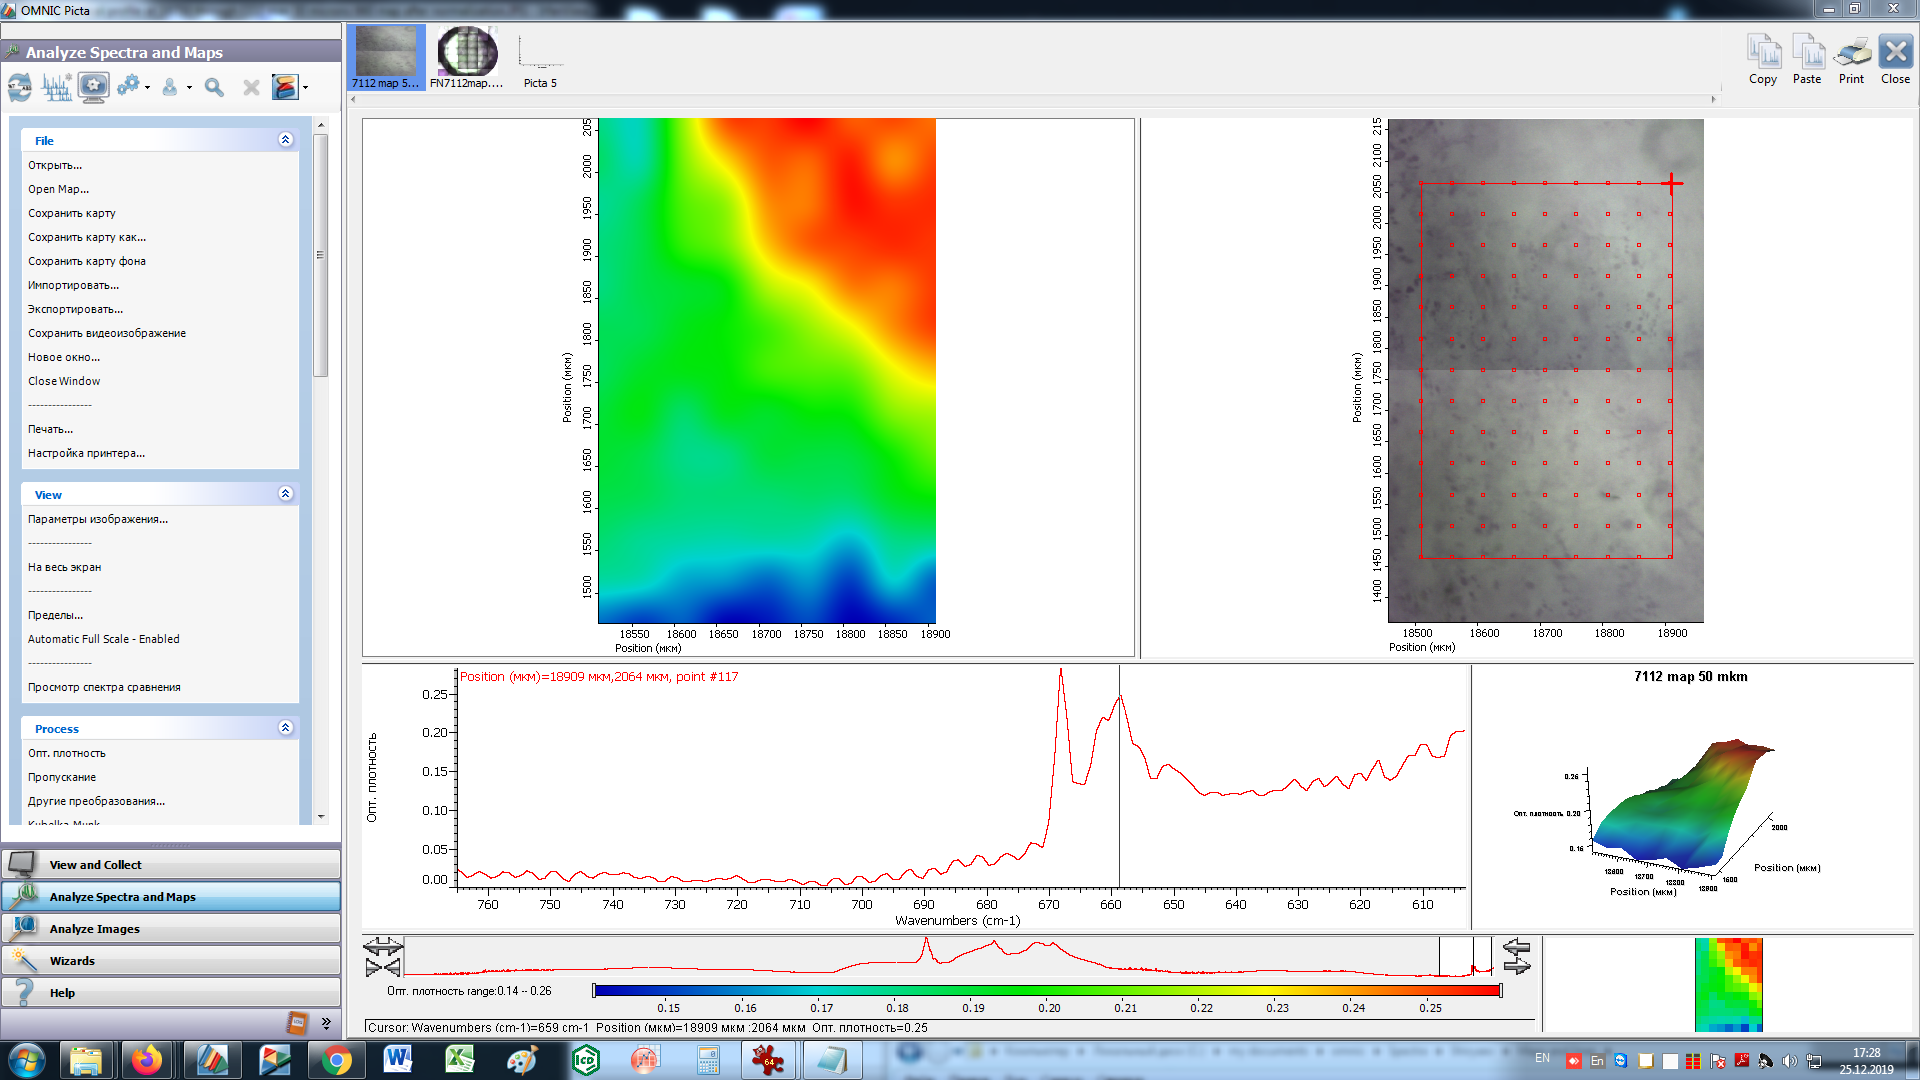 OMNIC Picta
Analyze Spectra and Maps
7112 map 5...
FN7112map....
Picta 5
Copy
Paste
Print
Close
File
Открыть...
Open Map...
Сохранить карту
Сохранить карту как...
Сохранить карту фона
Импортировать...
Экспортировать...
Сохранить видеоизображение
Новое окно...
Close Window
----------------
Печать...
Настройка принтера...
View
Параметры изображения...
----------------
На весь экран
----------------
Пределы...
Automatic Full Scale - Enabled
----------------
Просмотр спектра сравнения
Process
Опт. плотность
Пропускание
Другие преобразования...
Kubelka-Munk
View and Collect
Analyze Spectra and Maps
Analyze Images
Wizards
Help
205
2000
1950
1900
1850
1800
1750
1700
1650
1600
1550
1500
Position (мкм)
18550 18600 18650 18700 18750 18800 18850 18900
Position (мкм)
215
2100
2050
2000
1950
1900
1850
1800
1750
1700
1650
1600
1550
1500
1450
1400
Position (мкм)
18500 18600 18700 18800 18900
Position (мкм)
Position (мкм)=18909 мкм,2064 мкм, point #117
0.25
0.20
0.15
0.10
0.05
0.00
Опт. плотность
760 750 740 730 720 710 700 690 680 670 660 650 640 630 620 610
Wavenumbers (cm-1)
7112 map 50 mkm
0.26
Опт. плотность 0.20
0.16
2000
Position (мкм)
1600
18600 18700 18800 18900
Position (мкм)
Опт. плотность range:0.14 -- 0.26
0.15 0.16 0.17 0.18 0.19 0.20 0.21 0.22 0.23 0.24 0.25
Cursor: Wavenumbers (cm-1)=659 cm-1 Position (мкм)=18909 мкм :2064 мкм Опт. плотность=0.25
ICD
64
EN
En
17:28
25.12.2019